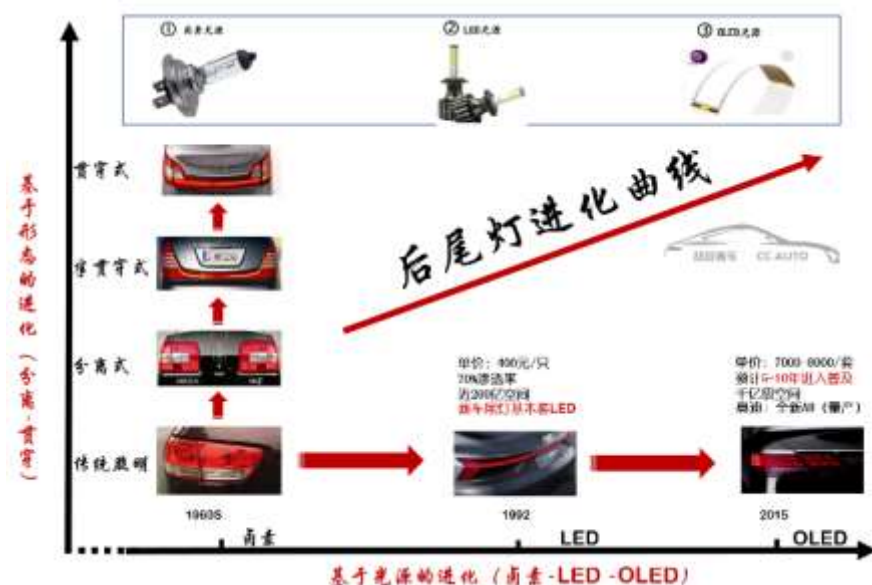 ① 卤素光源
② LED光源
③ OLED光源
贯穿式
后尾灯进化曲线
CC AUTO
准贯穿式
基于形态的进化(分离-贯穿)
分离式
单价:400元/只
70%渗透率
近200亿空间
新车尾灯基本套LED
单价:7000-8000/套
预计5-10年进入普及
千亿级空间
奥迪:全新A8(量产)
传统照明
1960S
1992
2015
卤素
LED
OLED
基于光源的进化(卤素-LED-OLED)